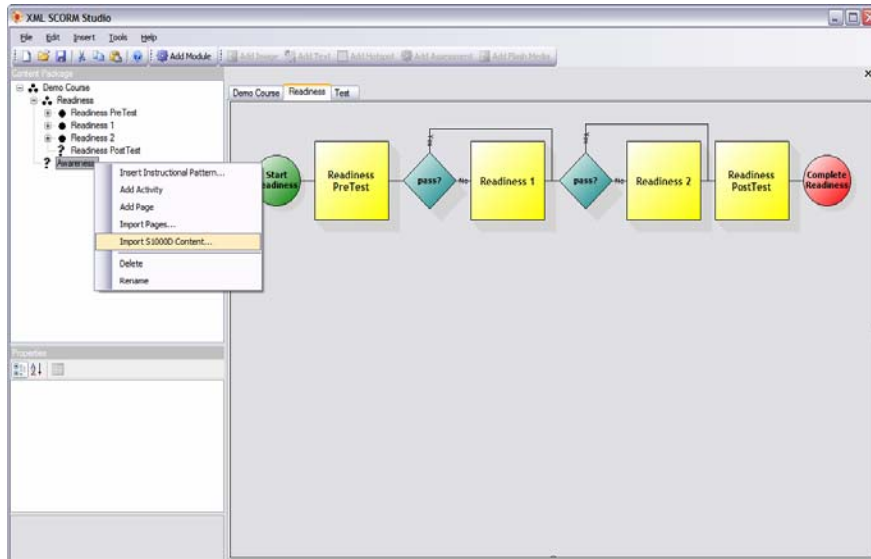 XML SCORM Studio
File Edit Insert Tools Help
Add Module Add Image Add Text Add Hotspot Add Assessment Add Flash Media
Content Package
Demo Course
Readiness
Readiness PreTest
Readiness 1
Readiness 2
Readiness PostTest
Awareness
Insert Instructional Pattern...
Add Activity
Add Page
Import Pages...
Import S1000D Content...
Delete
Rename
Properties
Demo Course Readiness Test
Start
Readiness
Readiness
PreTest
pass?
Yes
No
Readiness 1
pass?
Yes
No
Readiness 2
Readiness
PostTest
Complete
Readiness